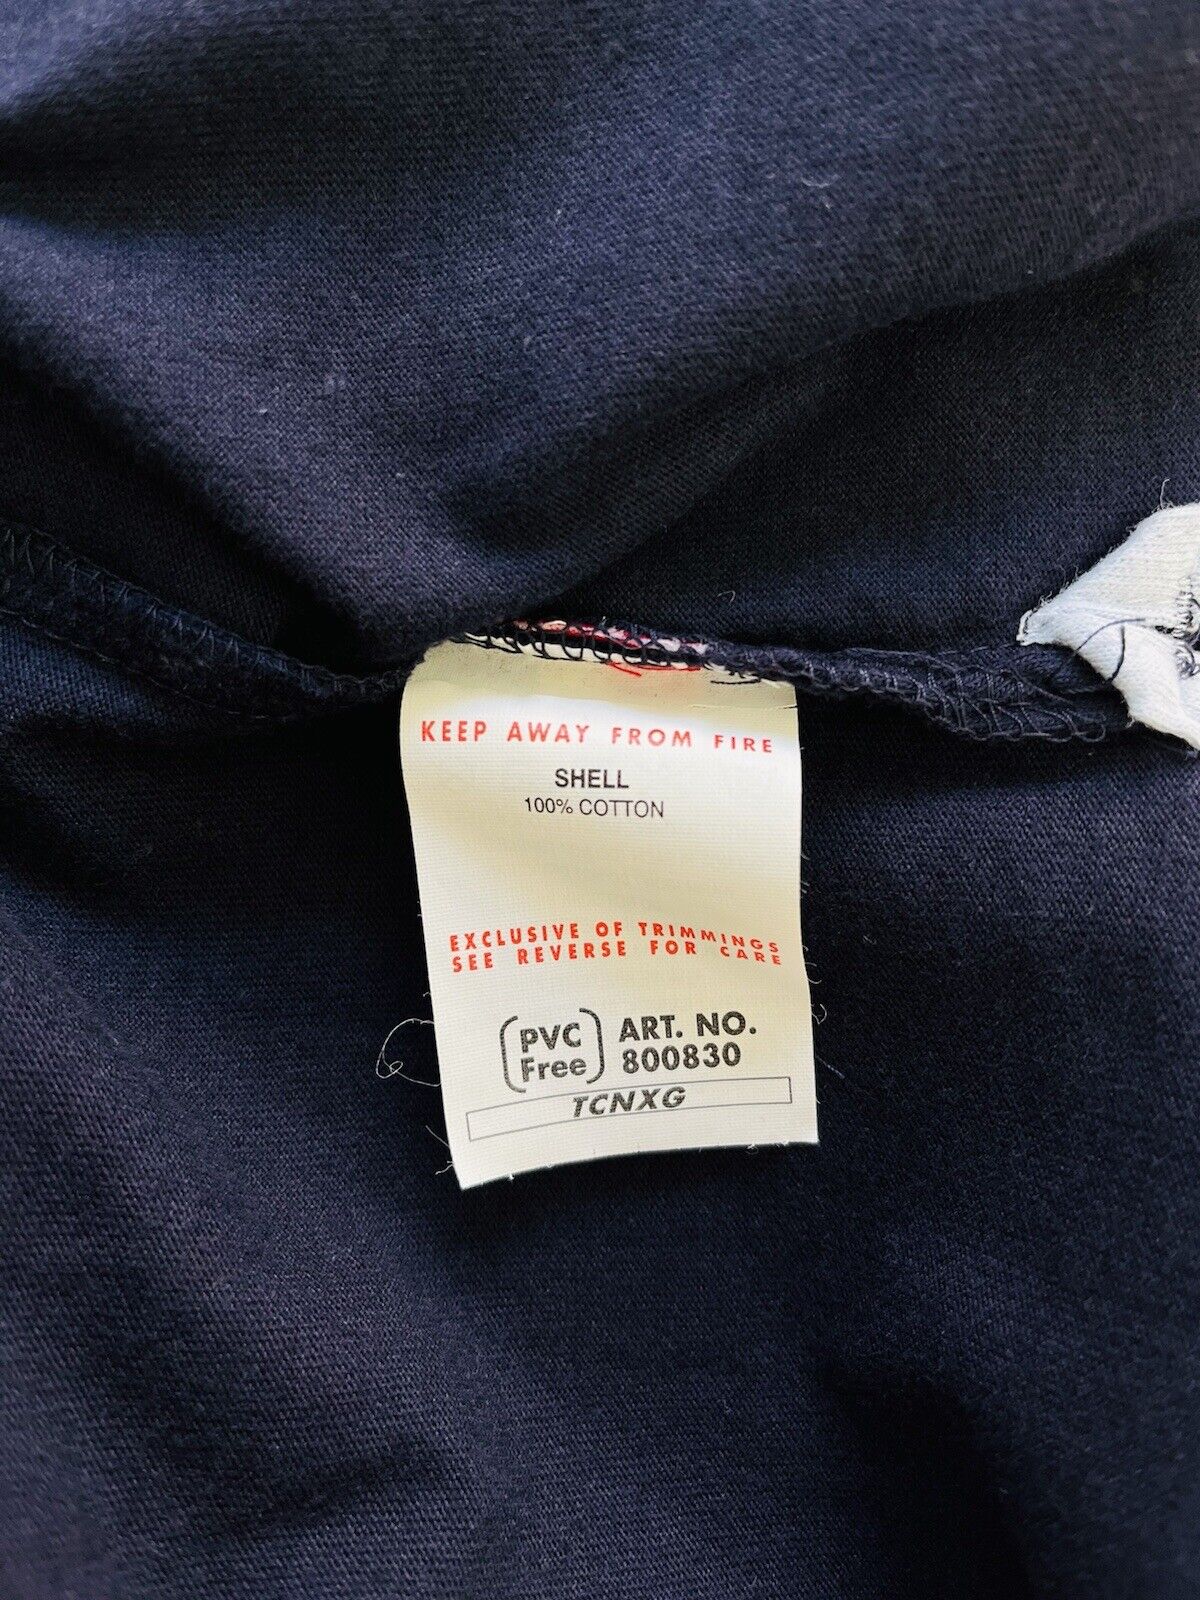 KEEP AWAY FROM FIRE
SHELL
100% COTTON
EXCLUSIVE OF TRIMMINGS
SEE REVERSE FOR CARE
PVC
Free
ART. NO.
800830
TCNXG